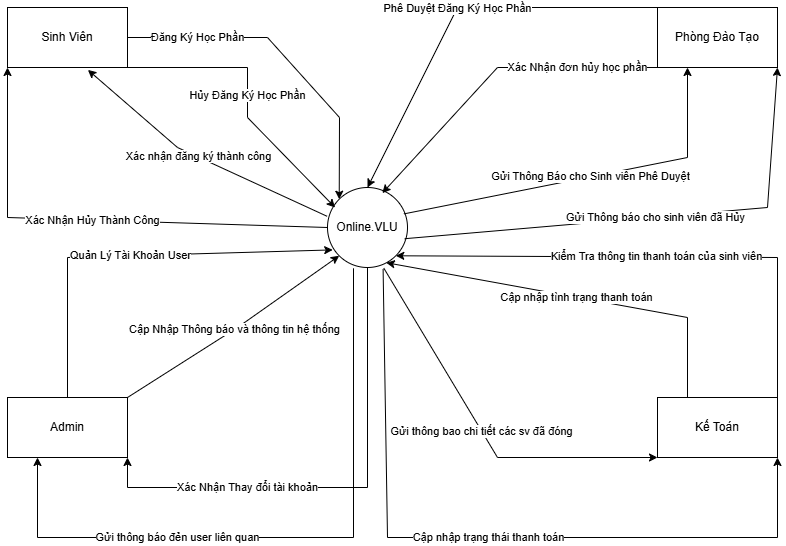 Phê Duyệt Đăng Ký Học Phần
Sinh Viên
Đăng Ký Học Phần
Phòng Đảo Tạo
Xác Nhận đơn hủy học phần
Hủy Đăng Ký Học Phần
Xác nhận đăng ký thành công
Gửi Thông Báo cho Sinh viên Phê Duyệt
Xác Nhận Hủy Thành Công
Gửi Thông báo cho sinh viên đã Hủy
Online.VLU
Quản Lý Tài Khoản User
Kiểm Tra thông tin thanh toán của sinh viên
Cập nhập tình trạng thanh toán
Cập Nhập Thông báo và thông tin hệ thống
Admin
Kế Toán
Gửi thông bao chi tiết các sv đã đóng
Xác Nhận Thay đổi tài khoản
Gửi thông báo đến user liên quan
Cập nhập trạng thái thanh toán